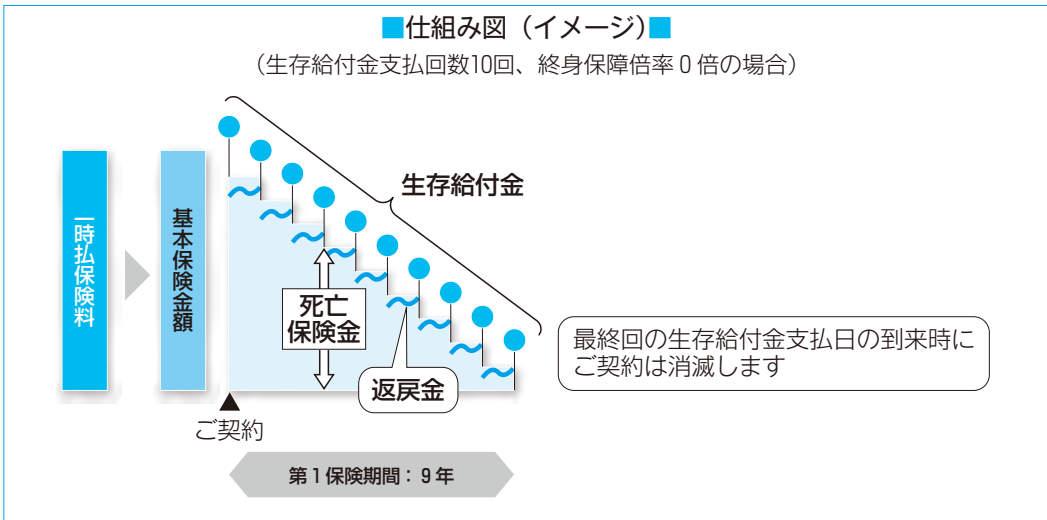 ■仕組み図（イメージ）■
（生存給付金支払回数10回、終身保障倍率0倍の場合）
生存給付金
一時払保険料
基本保険金額
死亡
保険金
返戻金
最終回の生存給付金支払日の到来時に
ご契約は消滅します
▲
ご契約
第1保険期間：9年